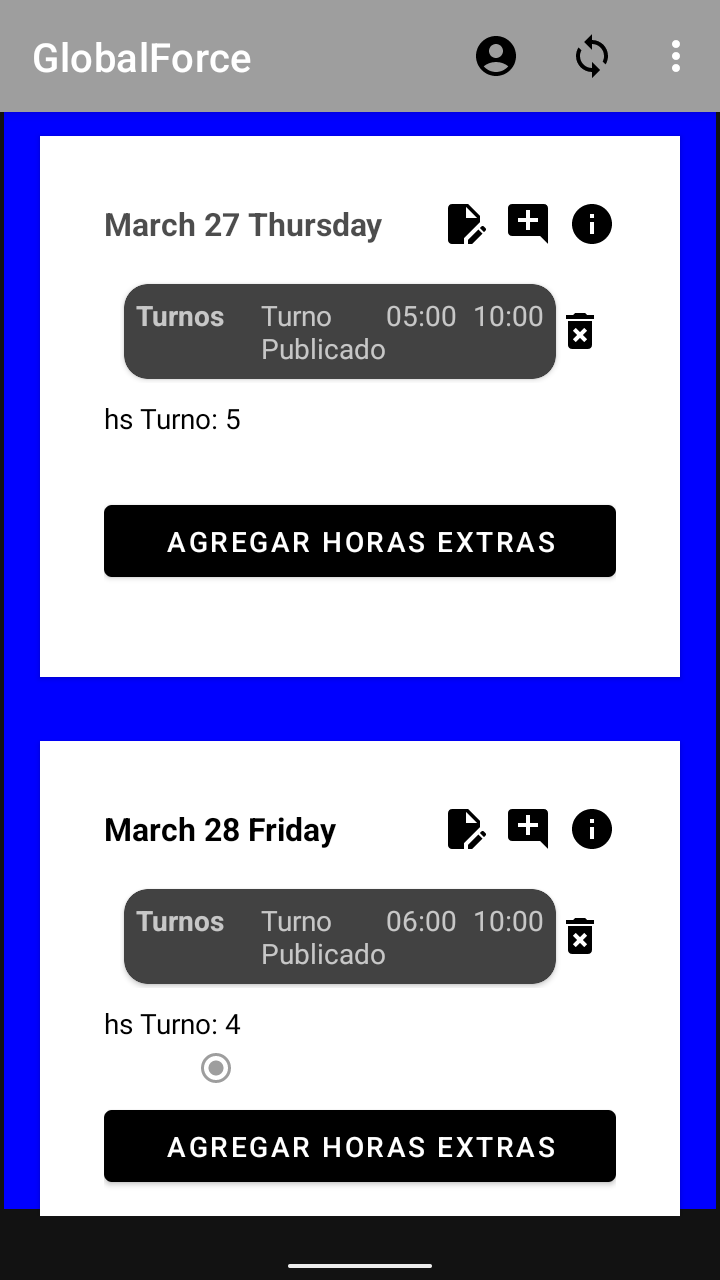 GlobalForce
March 27 Thursday
Turnos Turno 05:00 10:00
Publicado
hs Turno: 5
AGREGAR HORAS EXTRAS
March 28 Friday
Turnos Turno 06:00 10:00
Publicado
hs Turno: 4
AGREGAR HORAS EXTRAS